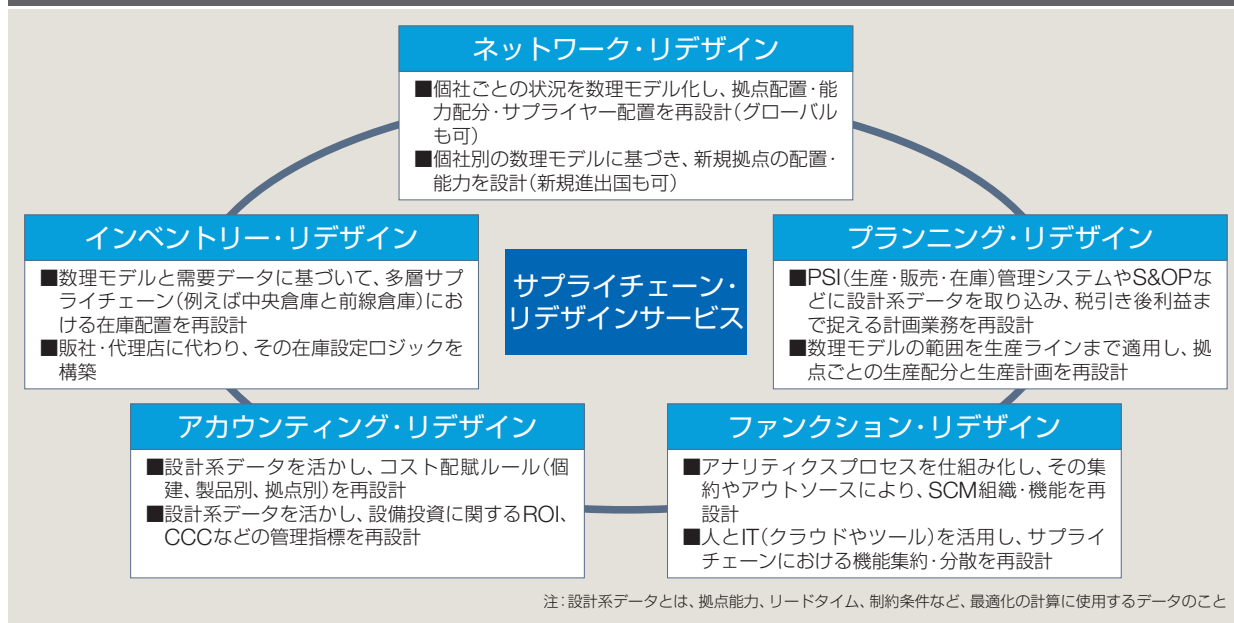 ネットワーク・リデザイン
■個社ごとの状況を数理モデル化し、拠点配置・能
力配分・サプライヤー配置を再設計（グローバル
も可）
■個社別の数理モデルに基づき、新規拠点の配置・
能力を設計（新規進出国も可）
インベントリー・リデザイン
■数理モデルと需要データに基づいて、多層サプ
ライチェーン（例えば中央倉庫と前線倉庫）にお
ける在庫配置を再設計
■販社・代理店に代わり、その在庫設定ロジックを
構築
サプライチェーン・
リデザインサービス
プランニング・リデザイン
■PSI（生産・販売・在庫）管理システムやS&OPな
どに設計系データを取り込み、税引き後利益ま
で捉える計画業務を再設計
■数理モデルの範囲を生産ラインまで適用し、拠
点ごとの生産配分と生産計画を再設計
アカウンティング・リデザイン
■設計系データを活かし、コスト配賦ルール（個
建、製品別、拠点別）を再設計
■設計系データを活かし、設備投資に関するROI、
CCCなどの管理指標を再設計
ファンクション・リデザイン
■アナリティクスプロセスを仕組み化し、その集
約やアウトソースにより、SCM組織・機能を再
設計
■人とIT（クラウドやツール）を活用し、サプライ
チェーンにおける機能集約・分散を再設計
注：設計系データとは、拠点能力、リードタイム、制約条件など、最適化の計算に使用するデータのこと